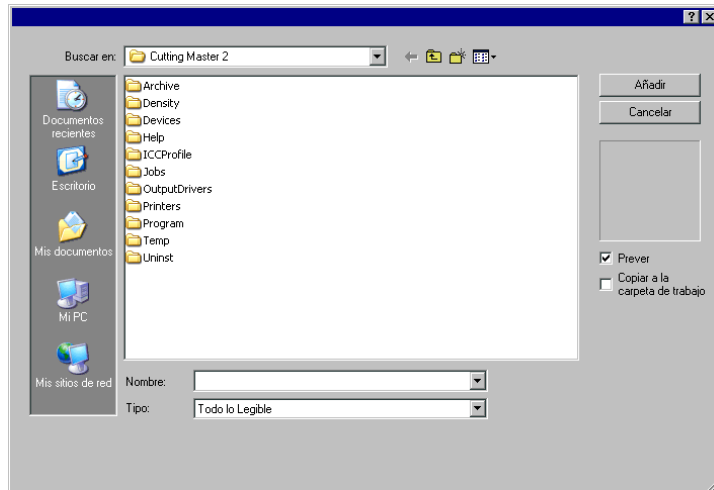 Buscar en:
Cutting Master 2
Documentos
recientes
Escritorio
Mis documentos
Mi PC
Mis sitios de red
Archive
Density
Devices
Help
ICCProfile
Jobs
OutputDrivers
Printers
Program
Temp
Uninst
Añadir
Cancelar
Prever
Copiar a la
carpeta de trabajo
Nombre:
Tipo:
Todo lo Legible